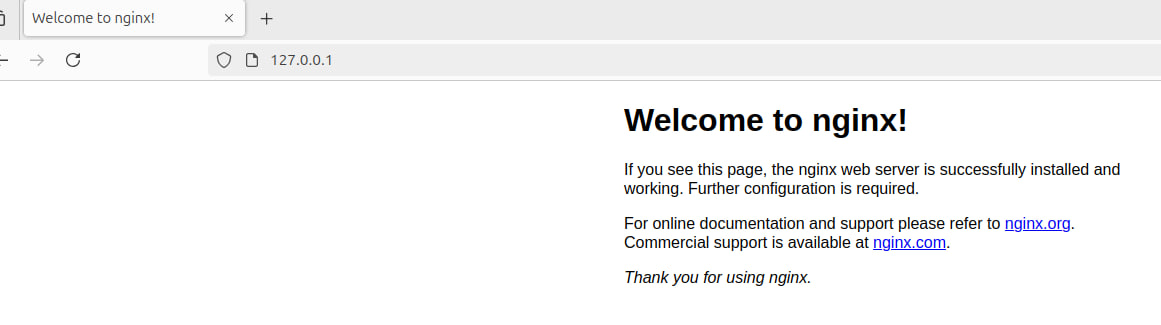 Welcome to nginx!
127.0.0.1
Welcome to nginx!
If you see this page, the nginx web server is successfully installed and
working. Further configuration is required.
For online documentation and support please refer to nginx.org.
Commercial support is available at nginx.com.
Thank you for using nginx.